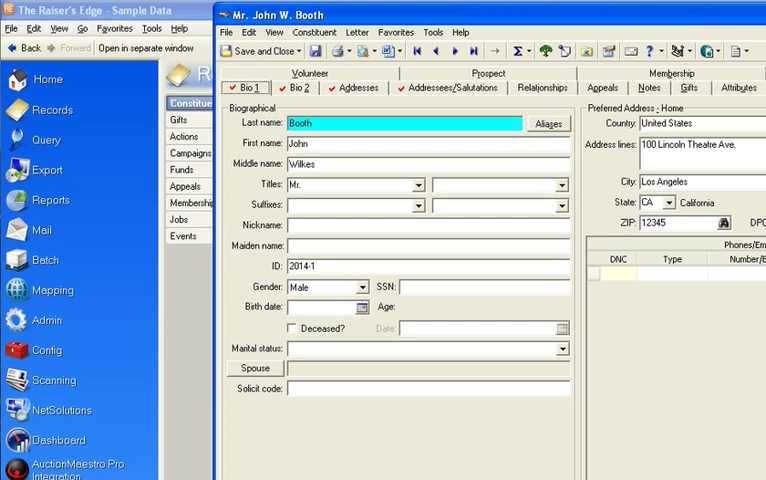 The Raiser's Edge - Sample Data
File Edit View Go Favorites Tools Help
Back Forward Open in separate window
Home
Records
Query
Export
Reports
Mail
Batch
Mapping
Admin
Config
Scanning
NetSolutions
Dashboard
AuctionMaestro Pro
Integration
R
Constitue
Gifts
Actions
Campaigns
Funds
Appeals
Membershi
Jobs
Events
Mr. John W. Booth
File Edit View Constituent Letter Favorites Tools Help
Save and Close
Volunteer Prospect Membership
Bio 1 Bio 2 Addresses Addressees/Salutations Relationships Appeals Notes Gifts Attributes
Biographical
Last name: Booth Aliases
First name: John
Middle name: Wilkes
Titles: Mr.
Suffixes:
Nickname:
Maiden name:
ID: 2014-1
Gender: Male SSN:
Birth date: Age:
Deceased? Date:
Marital status:
Spouse
Solicit code:
Preferred Address - Home
Country: United States
Address lines: 100 Lincoln Theatre Ave.
City: Los Angeles
State: CA California
ZIP: 12345 DPC
Phones/Em
DNC Type Number/E